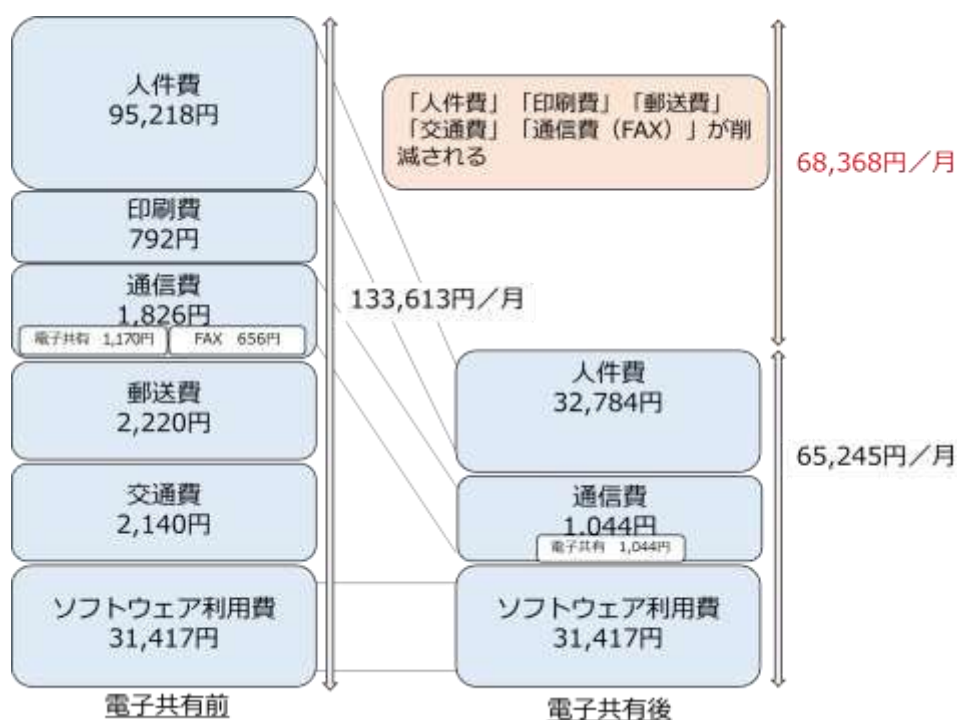 人件費
95,218円
印刷費
792円
通信費
1,826円
電子共有 1,170円
FAX 656円
郵送費
2,220円
交通費
2,140円
ソフトウェア利用費
31,417円
電子共有前
133,613円／月
「人件費」「印刷費」「郵送費」
「交通費」「通信費（FAX）」が削
減される
68,368円／月
人件費
32,784円
通信費
1,044円
電子共有 1,044円
ソフトウェア利用費
31,417円
電子共有後
65,245円／月